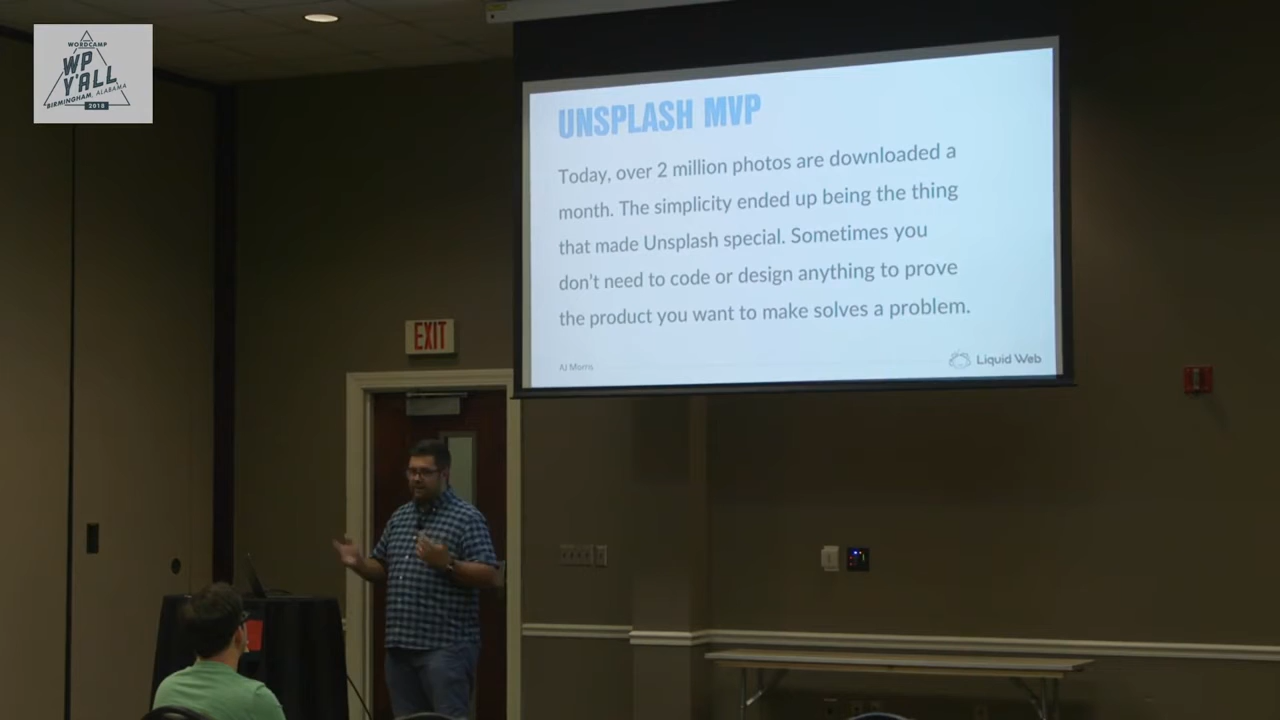 WORDCAMP
WP
Y'ALL
BIRMINGHAM, ALABAMA
2018
UNSPLASH MVP
Today, over 2 million photos are downloaded a
month. The simplicity ended up being the thing
that made Unsplash special. Sometimes you
don't need to code or design anything to prove
the product you want to make solves a problem.
AJ Morris
Liquid Web
EXIT